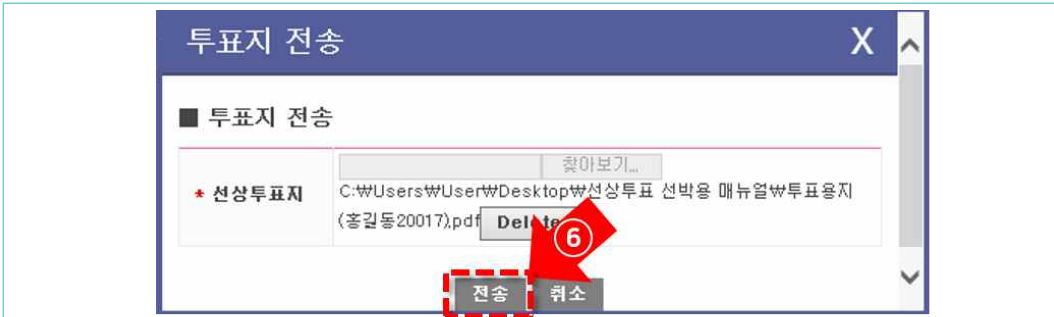 투표지 전송 X
■ 투표지 전송
찾아보기...
* 선상투표지
C:₩Users₩User₩Desktop₩선상투표 선박용 매뉴얼₩투표용지
(홍길동20017).pdf Delete
⑥
전송 취소